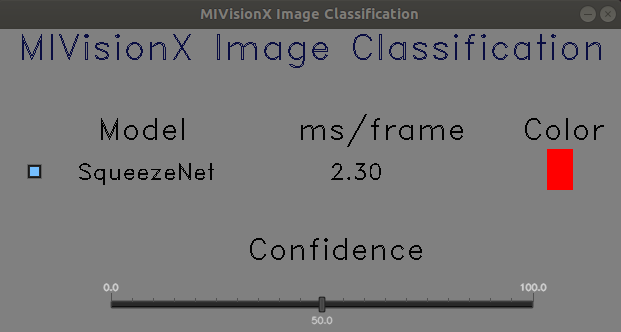 MIVisionX Image Classification
MIVisionX Image Classification
Model ms/frame Color
SqueezeNet 2.30
Confidence
0.0 100.0
50.0